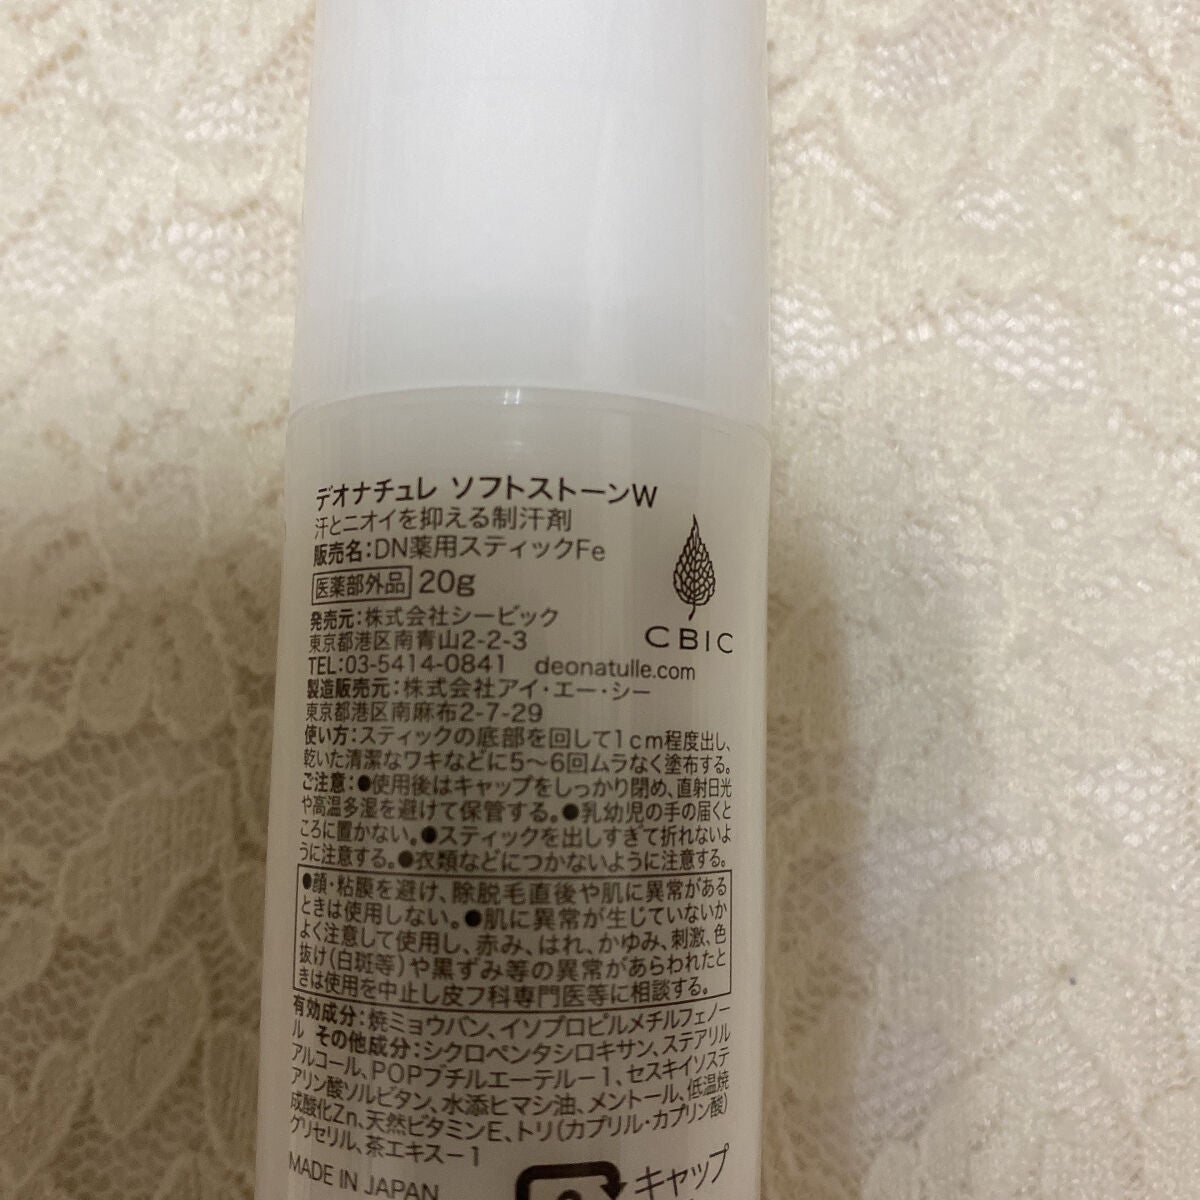 デオナチュレ ソフトストーンW
汗とニオイを抑える制汗剤
販売名:DN薬用スティックFe
医薬部外品 20g
CBIC
発売元:株式会社シービック
東京都港区南青山2-2-3
TEL:03-5414-0841 deonatulle.com
製造販売元:株式会社アイ・エー・シー
東京都港区南麻布2-7-29
使い方:スティックの底部を回して1cm程度出し、
乾いた清潔なワキなどに5〜6回ムラなく塗布する。
ご注意:●使用後はキャップをしっかり閉め、直射日光
や高温多湿を避けて保管する。●乳幼児の手の届くと
ころに置かない。●スティックを出しすぎて折れないよ
うに注意する。●衣類などにつかないように注意する。
●顔・粘膜を避け、除脱毛直後や肌に異常がある
ときは使用しない。●肌に異常が生じていないか
よく注意して使用し、赤み、はれ、かゆみ、刺激、色
抜け(白斑等)や黒ずみ等の異常があらわれたと
きは使用を中止し皮フ科専門医等に相談する。
有効成分:焼ミョウバン、イソプロピルメチルフェノー
ル その他成分:シクロペンタシロキサン、ステアリル
アルコール、POPブチルエーテルー1、セスキイソステ
アリン酸ソルビタン、水添ヒマシ油、メントール、低温焼
成酸化Zn、天然ビタミンE、トリ(カプリル・カプリン酸)
グリセリル、茶エキスー1
MADE IN JAPAN
キャップ